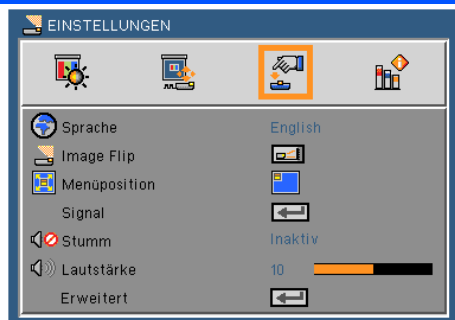 EINSTELLUNGEN
Sprache English
Image Flip
Menüposition
Signal
Stumm Inaktiv
Lautstärke 10
Erweitert